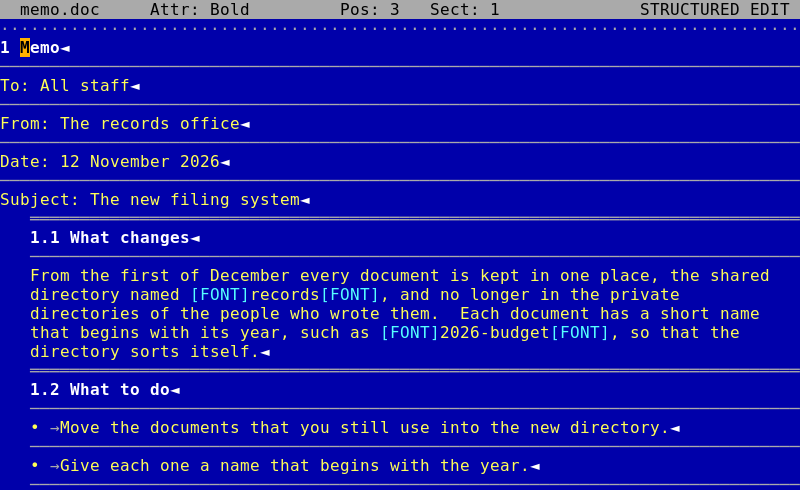 memo.doc Attr: Bold Pos: 3 Sect: 1 STRUCTURED EDIT
1 Memo◄
To: All staff◄
From: The records office◄
Date: 12 November 2026◄
Subject: The new filing system◄
1.1 What changes◄
From the first of December every document is kept in one place, the shared
directory named [FONT]records[FONT], and no longer in the private
directories of the people who wrote them.  Each document has a short name
that begins with its year, such as [FONT]2026-budget[FONT], so that the
directory sorts itself.◄
1.2 What to do◄
• →Move the documents that you still use into the new directory.◄
• →Give each one a name that begins with the year.◄